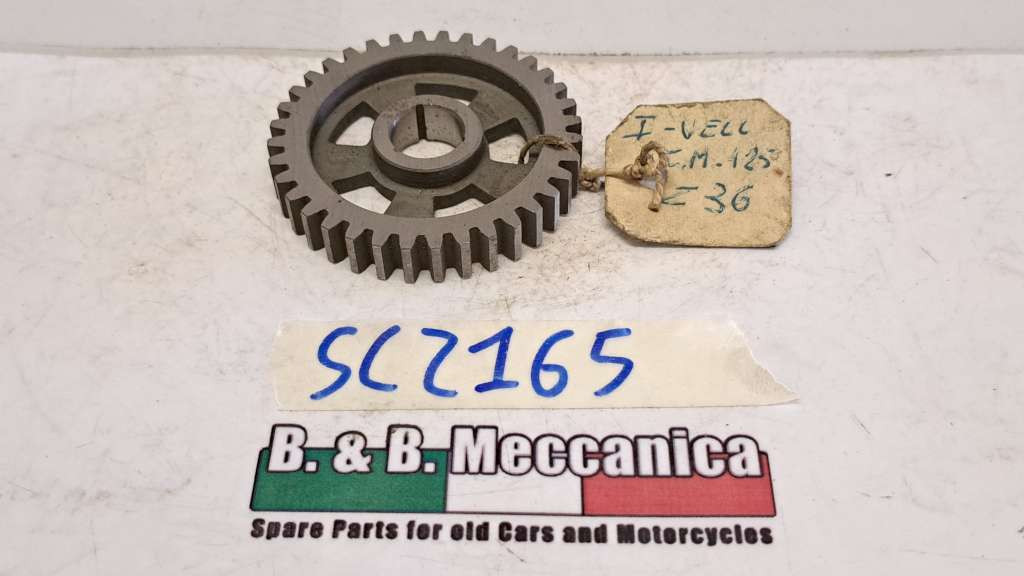 I-VELL
C.M. 125
Z 36
SC2165
B. & B. Meccanica
Spare Parts for old Cars and Motorcycles